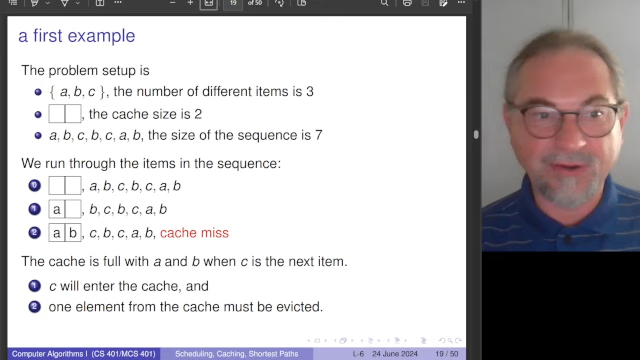 19 of 50
a first example
The problem setup is
{ a, b, c }, the number of different items is 3
, the cache size is 2
a, b, c, b, c, a, b, the size of the sequence is 7
We run through the items in the sequence:
0 , a, b, c, b, c, a, b
1 a , b, c, b, c, a, b
2 a b , c, b, c, a, b, cache miss
The cache is full with a and b when c is the next item.
1 c will enter the cache, and
2 one element from the cache must be evicted.
Computer Algorithms I (CS 401/MCS 401) Scheduling, Caching, Shortest Paths L-6 24 June 2024 19 / 50